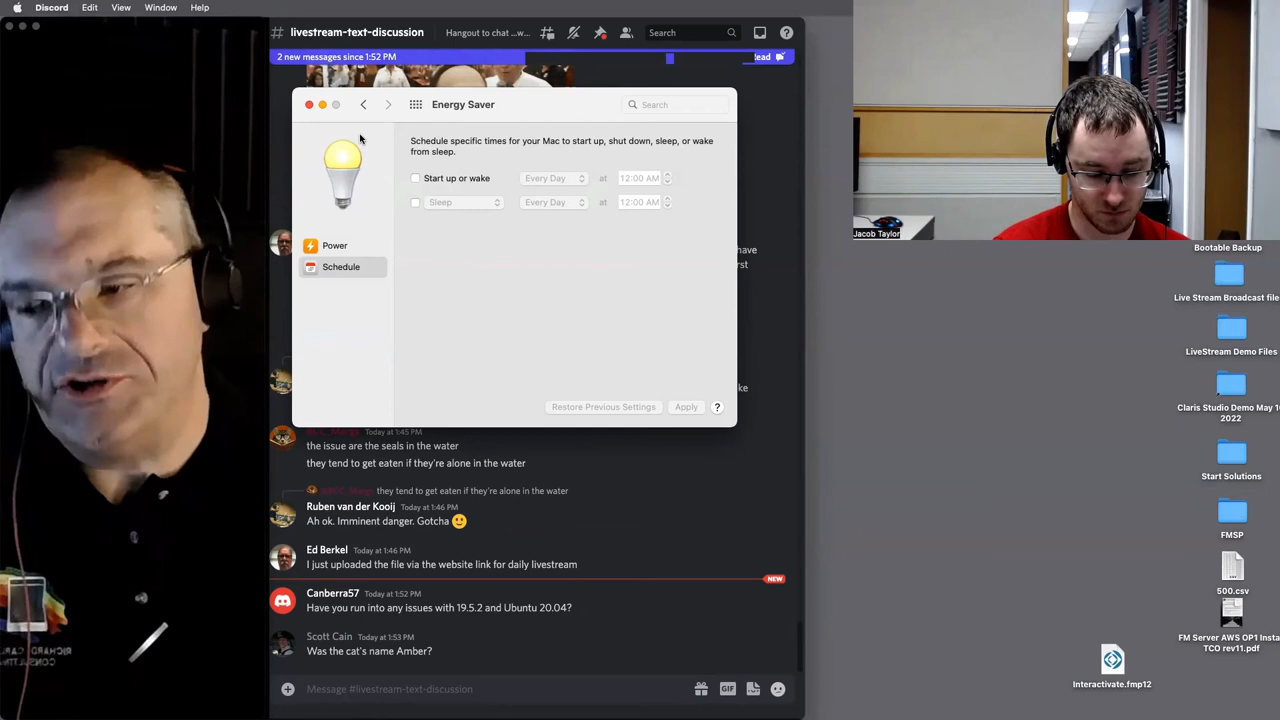 Discord Edit View Window Help
# livestream-text-discussion Hangout to chat ...w... Search
2 new messages since 1:52 PM
Energy Saver Search
Schedule specific times for your Mac to start up, shut down, sleep, or wake
from sleep.
Start up or wake Every Day at 12:00 AM
Sleep Every Day at 12:00 AM
Power
Schedule
have
rst
ke
Restore Previous Settings Apply ?
Today at 1:45 PM
the issue are the seals in the water
they tend to get eaten if they're alone in the water
they tend to get eaten if they're alone in the water
Ruben van der Kooij Today at 1:46 PM
Ah ok. Imminent danger. Gotcha
Ed Berkel Today at 1:46 PM
I just uploaded the file via the website link for daily livestream
NEW
Canberra57 Today at 1:52 PM
Have you run into any issues with 19.5.2 and Ubuntu 20.04?
Scott Cain Today at 1:53 PM
Was the cat's name Amber?
Message #livestream-text-discussion
GIF
Jacob Taylor
Bootable Backup
Live Stream Broadcast file
LiveStream Demo Files
Claris Studio Demo May 1
2022
Start Solutions
FMSP
500.csv
FM Server AWS OP1 Insta
TCO rev11.pdf
Interactivate.fmp12
RICHARD CARLTON
CONSULTING